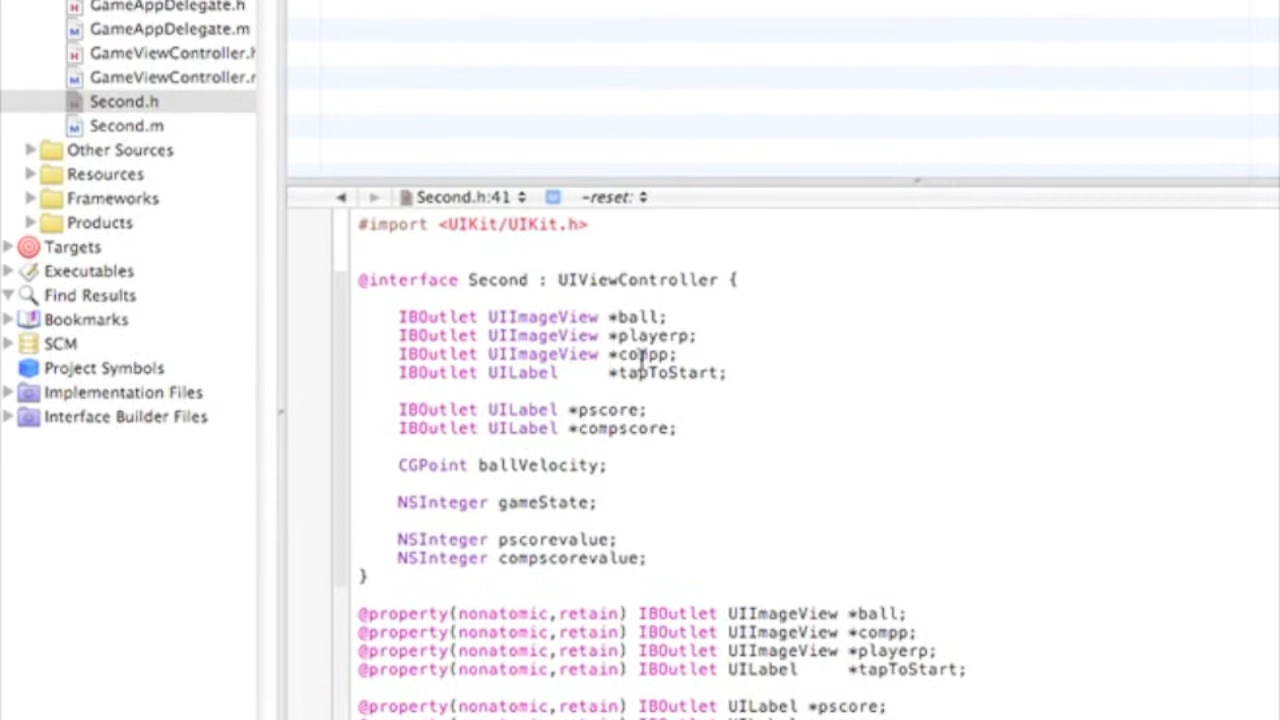 GameAppDelegate.h
GameAppDelegate.m
GameViewController.h
GameViewController.r
Second.h
Second.m
Other Sources
Resources
Frameworks
Products
Targets
Executables
Find Results
Bookmarks
SCM
Project Symbols
Implementation Files
Interface Builder Files
Second.h:41 -reset:
#import <UIKit/UIKit.h>
@interface Second : UIViewController {
IBOutlet UIImageView *ball;
IBOutlet UIImageView *playerp;
IBOutlet UIImageView *compp;
IBOutlet UILabel *tapToStart;
IBOutlet UILabel *pscore;
IBOutlet UILabel *compscore;
CGPoint ballVelocity;
NSInteger gameState;
NSInteger pscorevalue;
NSInteger compscorevalue;
}
@property(nonatomic,retain) IBOutlet UIImageView *ball;
@property(nonatomic,retain) IBOutlet UIImageView *compp;
@property(nonatomic,retain) IBOutlet UIImageView *playerp;
@property(nonatomic,retain) IBOutlet UILabel *tapToStart;
@property(nonatomic,retain) IBOutlet UILabel *pscore;